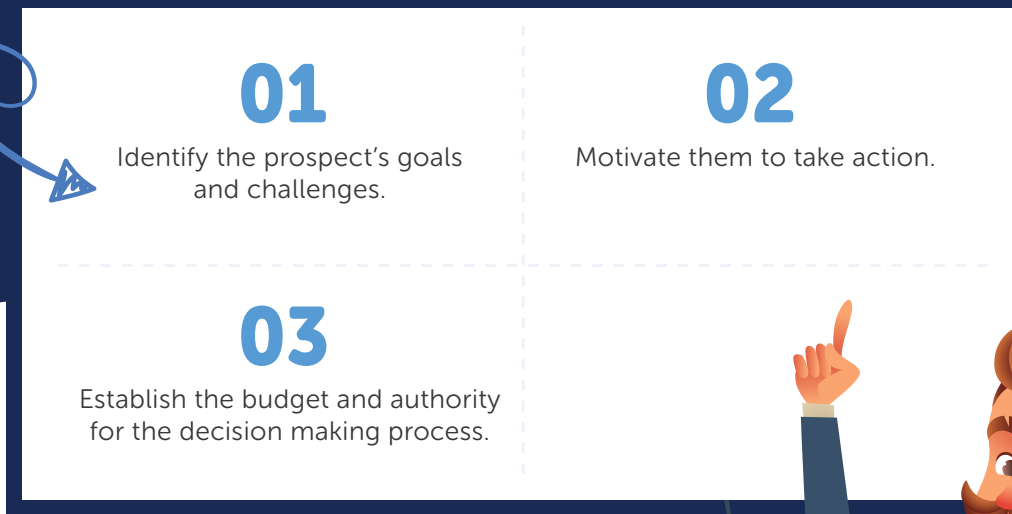 01
Identify the prospect’s goals
and challenges.
02
Motivate them to take action.
03
Establish the budget and authority
for the decision making process.